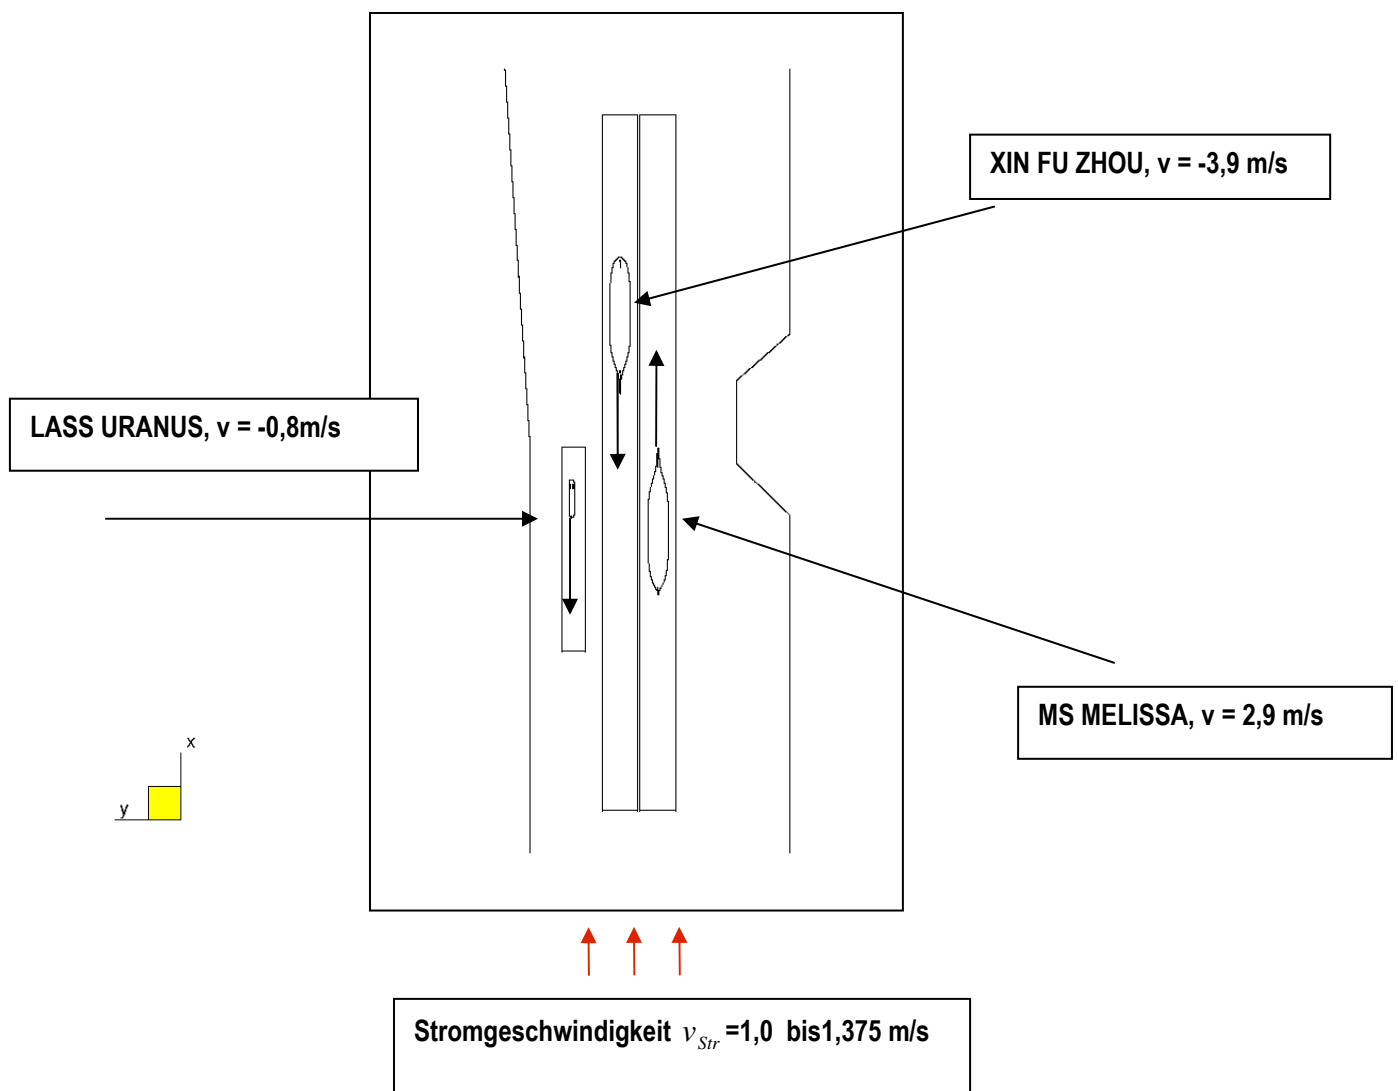 XIN FU ZHOU, v = -3,9 m/s
LASS URANUS, v = -0,8m/s
MS MELISSA, v = 2,9 m/s
x
y
Stromgeschwindigkeit v_Str =1,0 bis1,375 m/s